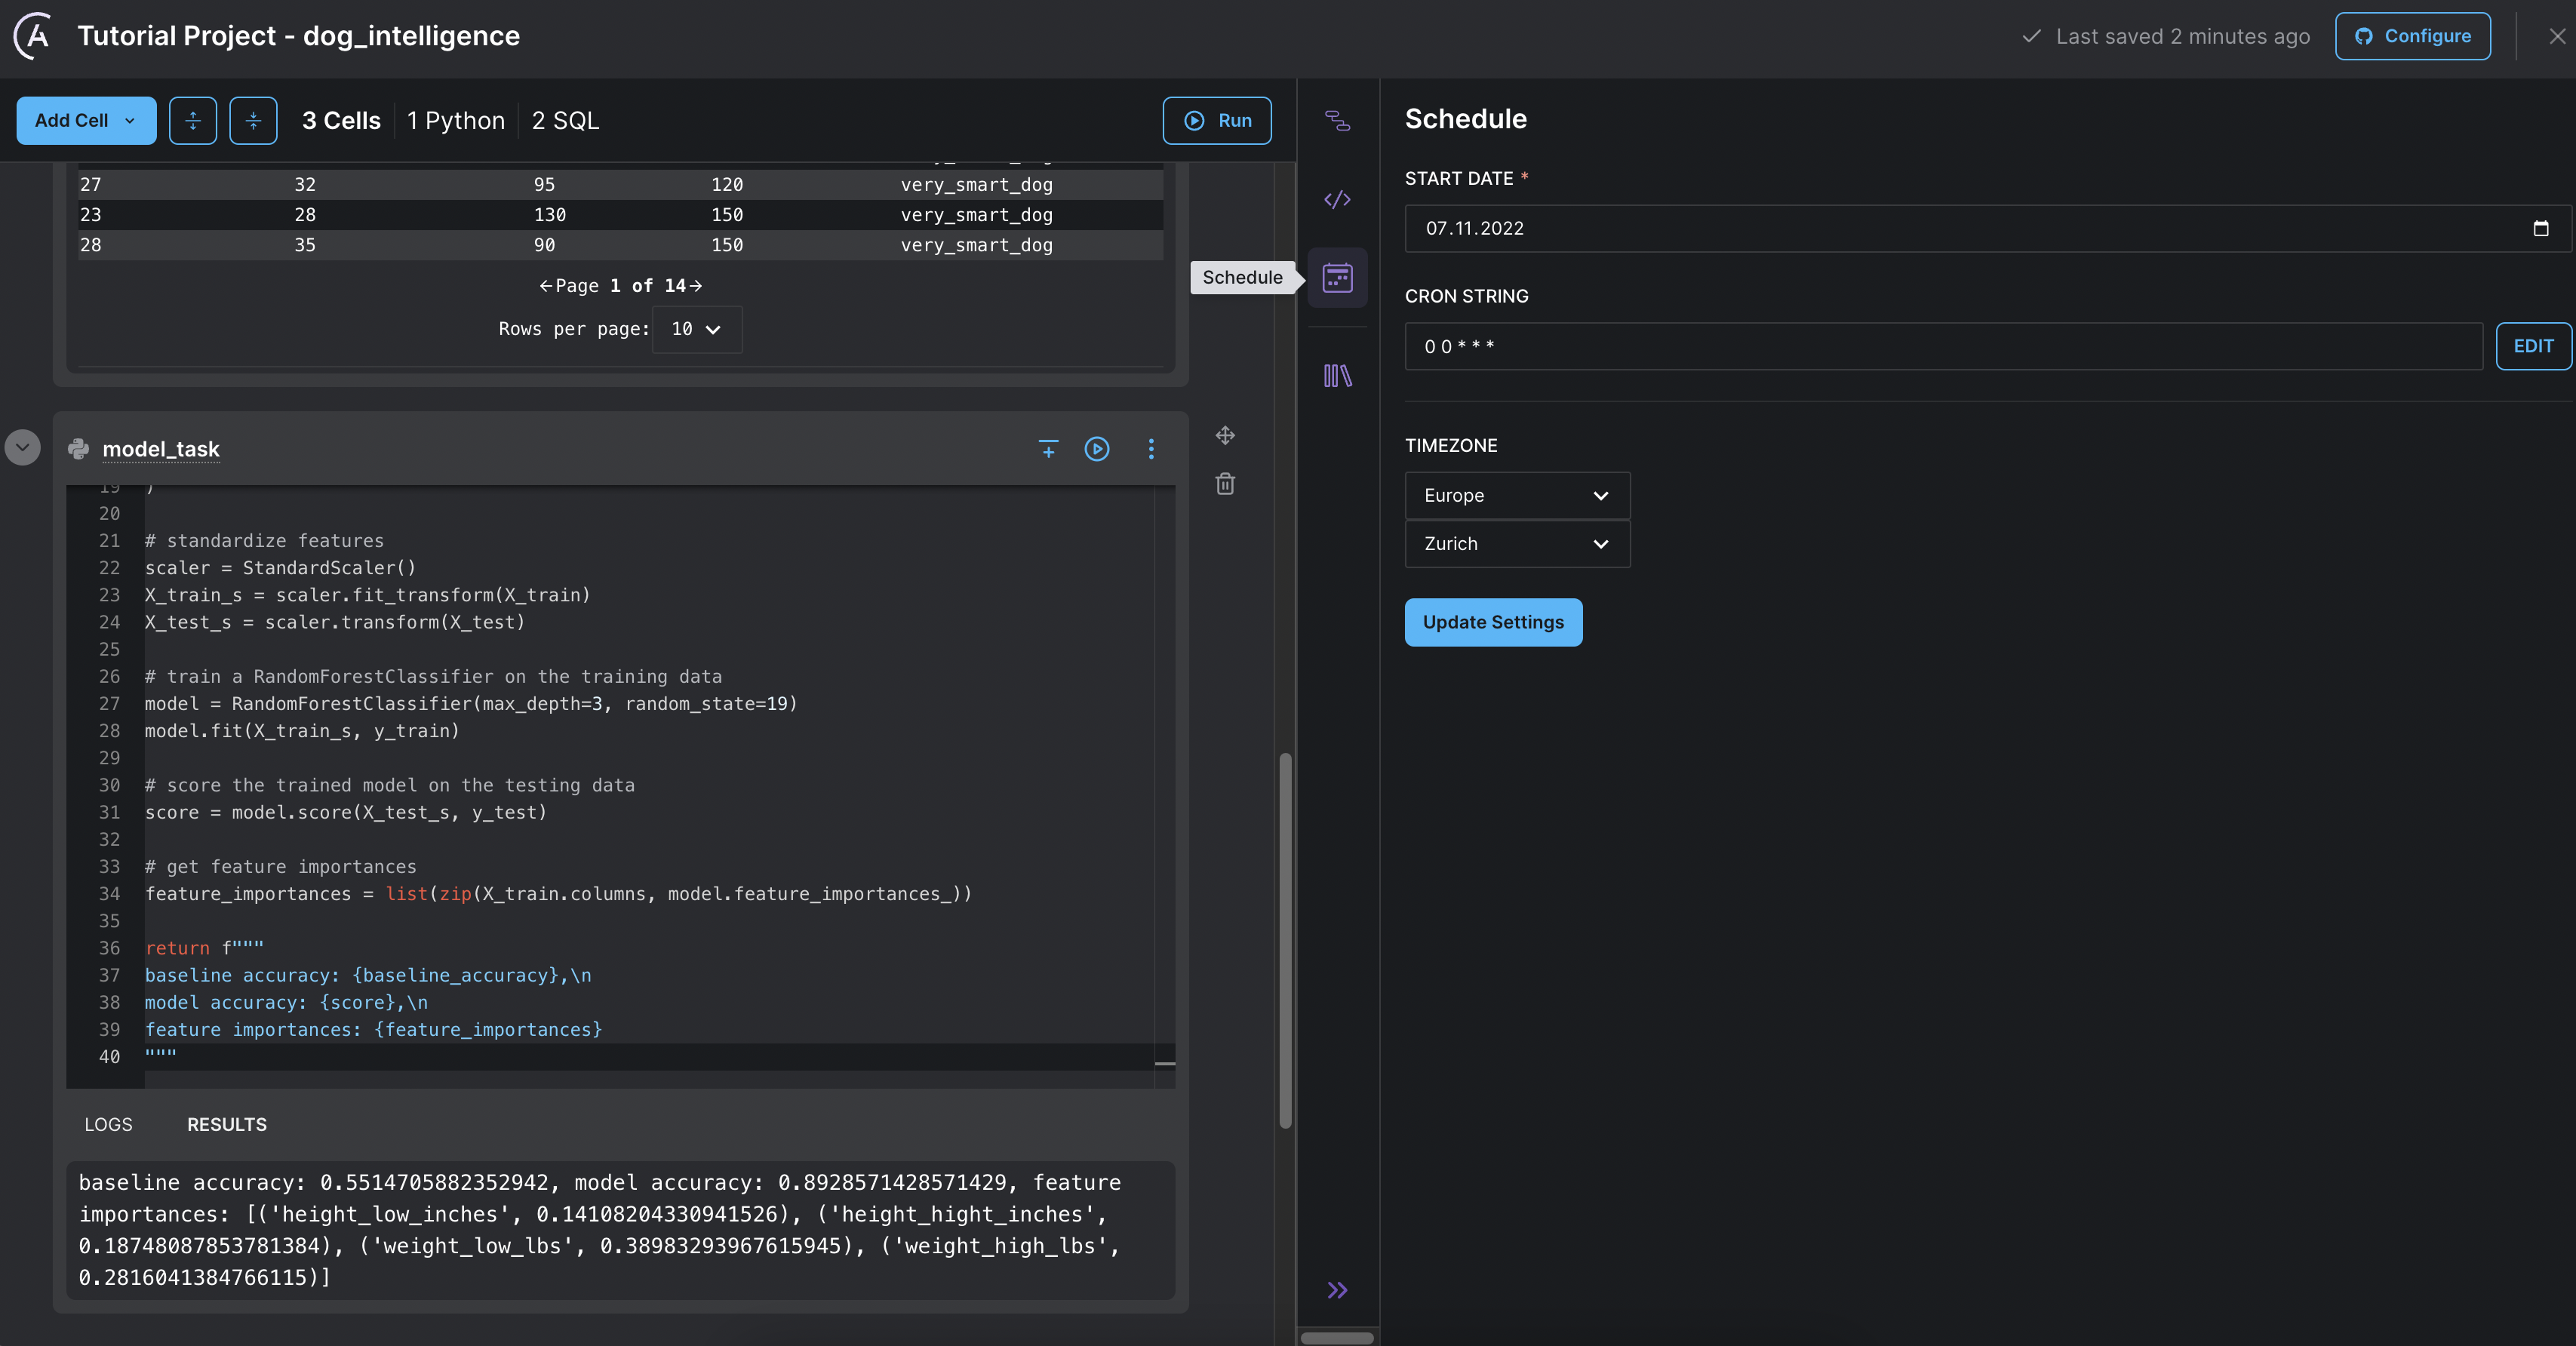 Tutorial Project - dog_intelligence
Last saved 2 minutes ago
Configure
Add Cell
3 Cells
1 Python
2 SQL
Run
27 32 95 120 very_smart_dog
23 28 130 150 very_smart_dog
28 35 90 150 very_smart_dog
←Page 1 of 14→
Rows per page: 10
model_task
19 )
20
21 # standardize features
22 scaler = StandardScaler()
23 X_train_s = scaler.fit_transform(X_train)
24 X_test_s = scaler.transform(X_test)
25
26 # train a RandomForestClassifier on the training data
27 model = RandomForestClassifier(max_depth=3, random_state=19)
28 model.fit(X_train_s, y_train)
29
30 # score the trained model on the testing data
31 score = model.score(X_test_s, y_test)
32
33 # get feature importances
34 feature_importances = list(zip(X_train.columns, model.feature_importances_))
35
36 return f"""
37 baseline accuracy: {baseline_accuracy},\n
38 model accuracy: {score},\n
39 feature importances: {feature_importances}
40 """
LOGS
RESULTS
baseline accuracy: 0.5514705882352942, model accuracy: 0.8928571428571429, feature
importances: [('height_low_inches', 0.14108204330941526), ('height_hight_inches',
0.18748087853781384), ('weight_low_lbs', 0.38983293967615945), ('weight_high_lbs',
0.2816041384766115)]
Schedule
Schedule
START DATE *
07.11.2022
CRON STRING
0 0 * * *
EDIT
TIMEZONE
Europe
Zurich
Update Settings